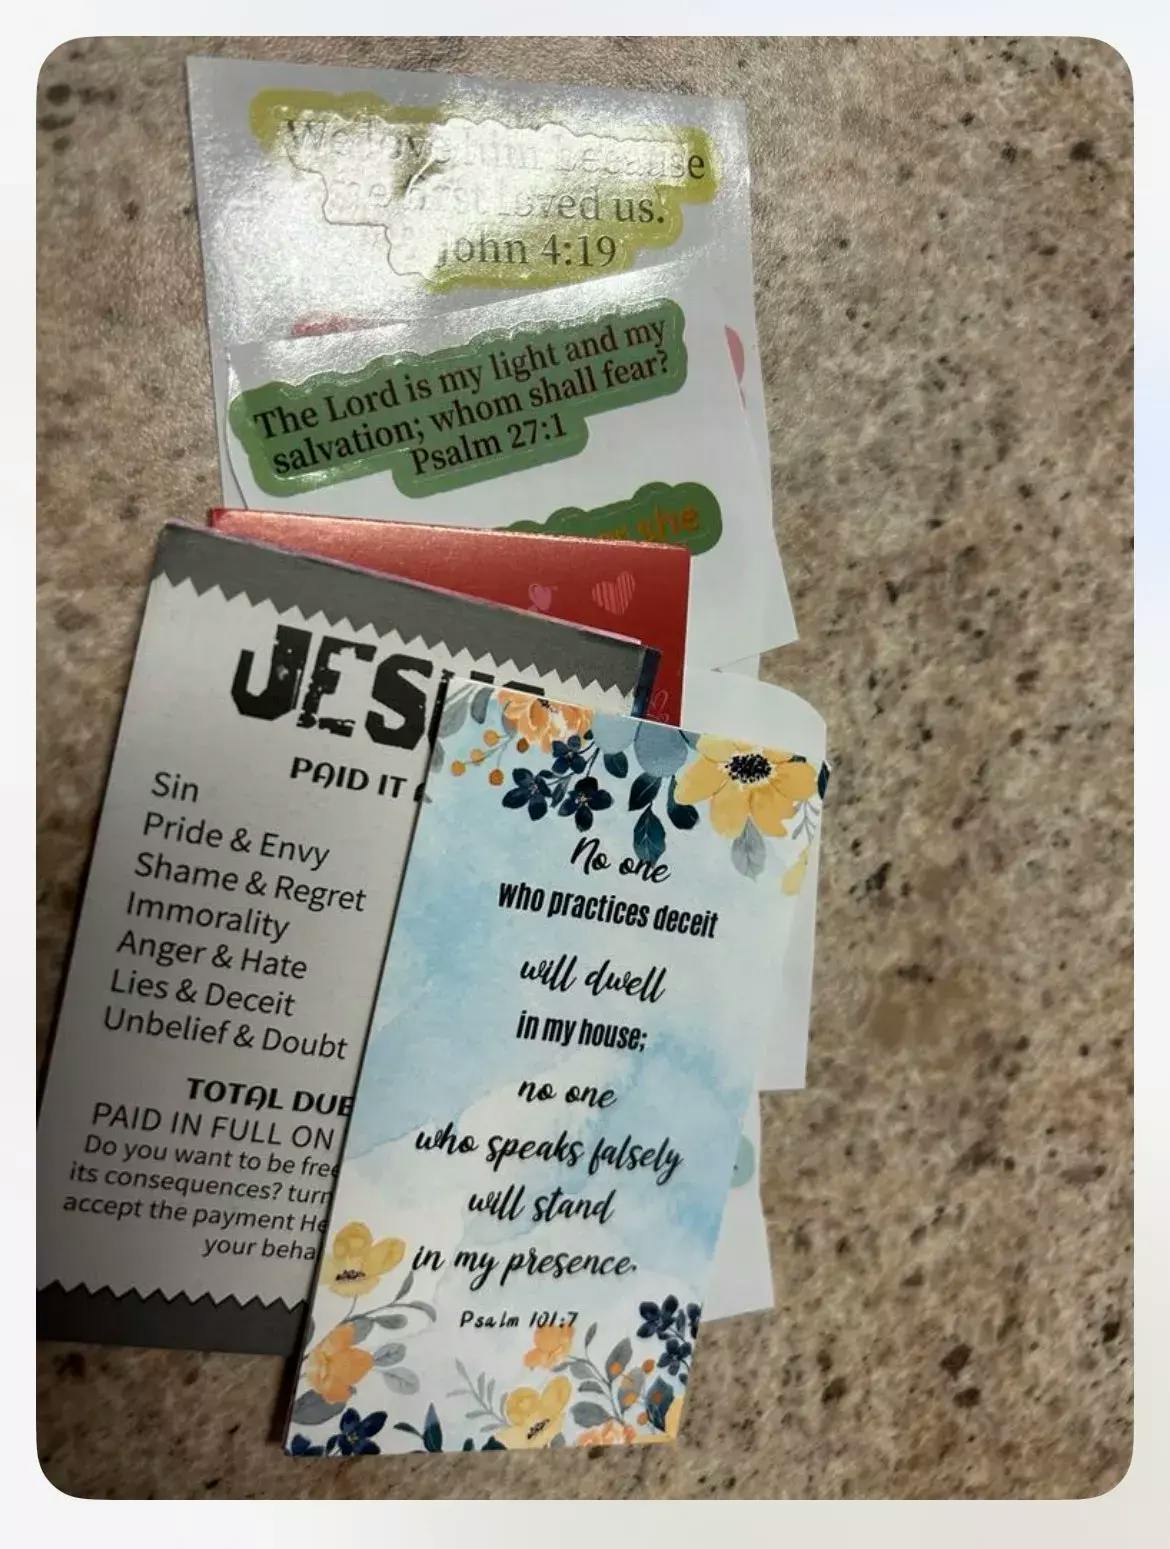 We love Him because
He first loved us.
John 4:19
The Lord is my light and my
salvation; whom shall fear?
Psalm 27:1
she
JESUS
PAID IT
Sin
Pride & Envy
Shame & Regret
Immorality
Anger & Hate
Lies & Deceit
Unbelief & Doubt
TOTAL DUE
PAID IN FULL ON
Do you want to be free
its consequences? turn
accept the payment He
your beha
No one
who practices deceit
will dwell
in my house;
no one
who speaks falsely
will stand
in my presence.
Psalm 101:7